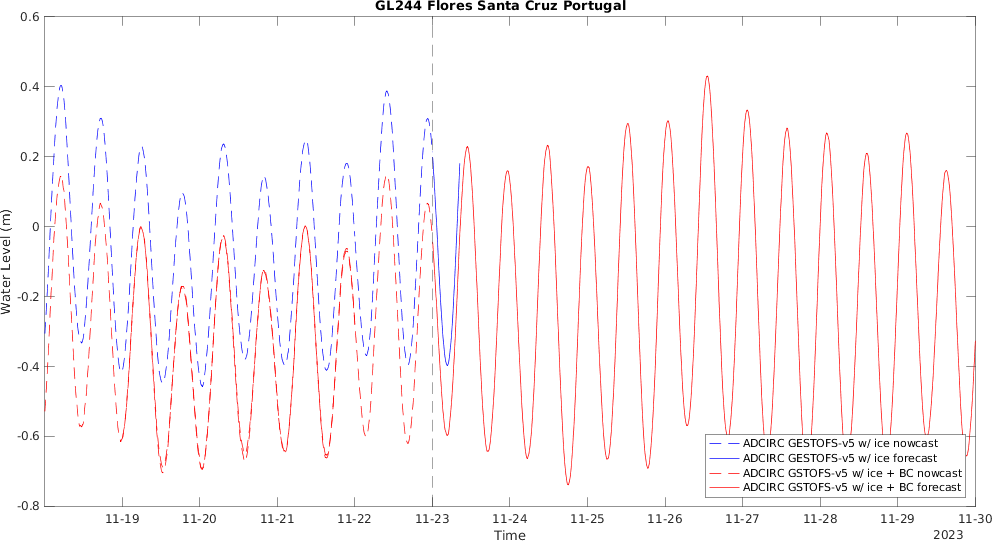 GL244 Flores Santa Cruz Portugal
0.6
0.4
0.2
0
-0.2
-0.4
-0.6
-0.8
Water Level (m)
ADCIRC GESTOFS-v5 w/ ice nowcast
ADCIRC GESTOFS-v5 w/ ice forecast
ADCIRC GSTOFS-v5 w/ ice + BC nowcast
ADCIRC GSTOFS-v5 w/ ice + BC forecast
11-19 11-20 11-21 11-22 11-23 11-24 11-25 11-26 11-27 11-28 11-29 11-30
Time
2023